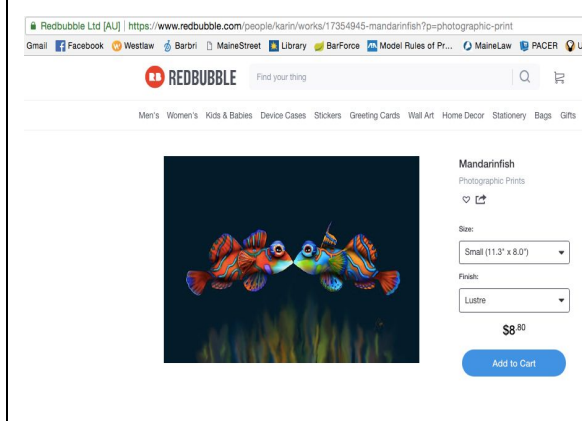 Redbubble Ltd [AU] | https://www.redbubble.com/people/karin/works/17354945-mandarinfish?p=photographic-print
Gmail Facebook Westlaw Barbri MaineStreet Library BarForce Model Rules of Pr... MaineLaw PACER U
RB REDBUBBLE Find your thing
Men's Women's Kids & Babies Device Cases Stickers Greeting Cards Wall Art Home Decor Stationery Bags Gifts
Mandarinfish
Photographic Prints
Size:
Small (11.3" x 8.0")
Finish:
Lustre
$8.80
Add to Cart